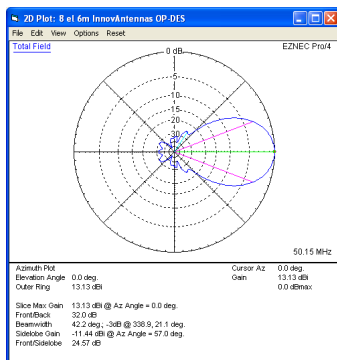 2D Plot: 8 el 6m InnovAntennas OP-DES
File Edit View Options Reset
Total Field
EZNEC Pro/4
0 dB
-5
-10
-15
-20
-30
50.15 MHz
Azimuth Plot
Elevation Angle 0.0 deg.
Outer Ring 13.13 dBi
Cursor Az 0.0 deg.
Gain 13.13 dBi
0.0 dBmax
Slice Max Gain 13.13 dBi @ Az Angle = 0.0 deg.
Front/Back 32.0 dB
Beamwidth 42.2 deg.; -3dB @ 338.9, 21.1 deg.
Sidelobe Gain -11.44 dBi @ Az Angle = 57.0 deg.
Front/Sidelobe 24.57 dB